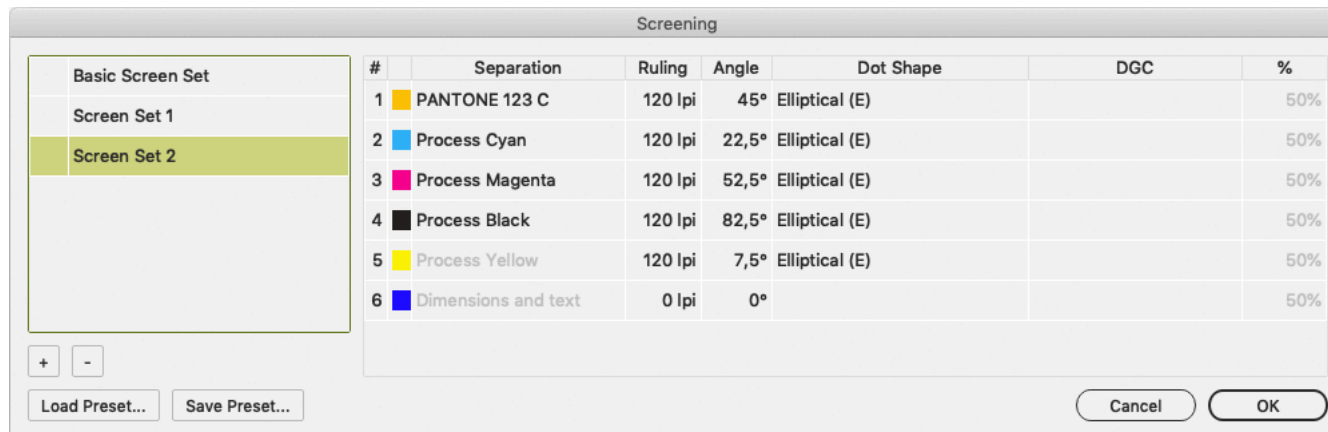 Screening
Basic Screen Set
Screen Set 1
Screen Set 2
+ -
Load Preset... Save Preset...
# Separation Ruling Angle Dot Shape DGC %
1 PANTONE 123 C 120 lpi 45° Elliptical (E) 50%
2 Process Cyan 120 lpi 22,5° Elliptical (E) 50%
3 Process Magenta 120 lpi 52,5° Elliptical (E) 50%
4 Process Black 120 lpi 82,5° Elliptical (E) 50%
5 Process Yellow 120 lpi 7,5° Elliptical (E) 50%
6 Dimensions and text 0 lpi 0° 50%
Cancel OK